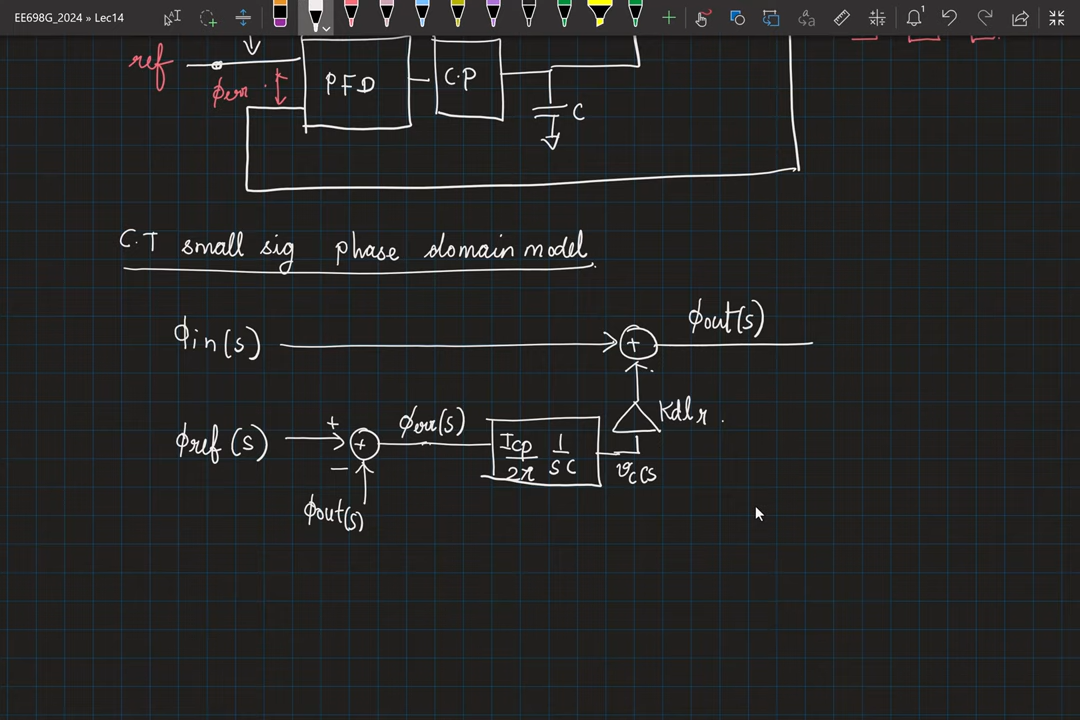 EE698G_2024 » Lec14
ref
ϕerr
PFD
C.P
C
C.T small sig phase domain model
ϕin(s)
ϕout(s)
Kdlr.
ϕref(s)
+
+
ϕerr(s)
Icp/2π 1/SC
+
−
vc(s
ϕout(s)